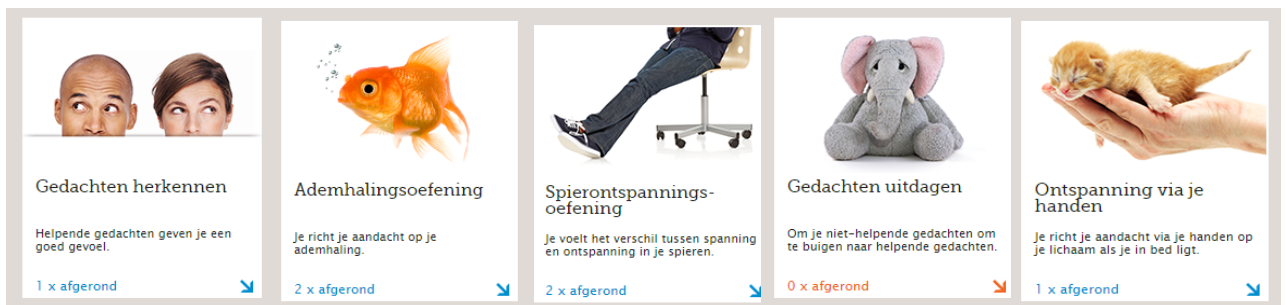 Gedachten herkennen
Helpende gedachten geven je een
goed gevoel.
1 x afgerond
Ademhalingsoefening
Je richt je aandacht op je
ademhaling.
2 x afgerond
Spierontspannings-
oefening
Je voelt het verschil tussen spanning
en ontspanning in je spieren.
2 x afgerond
Gedachten uitdagen
Om je niet-helpende gedachten om
te buigen naar helpende gedachten.
0 x afgerond
Ontspanning via je
handen
Je richt je aandacht via je handen op
je lichaam als je in bed ligt.
1 x afgerond